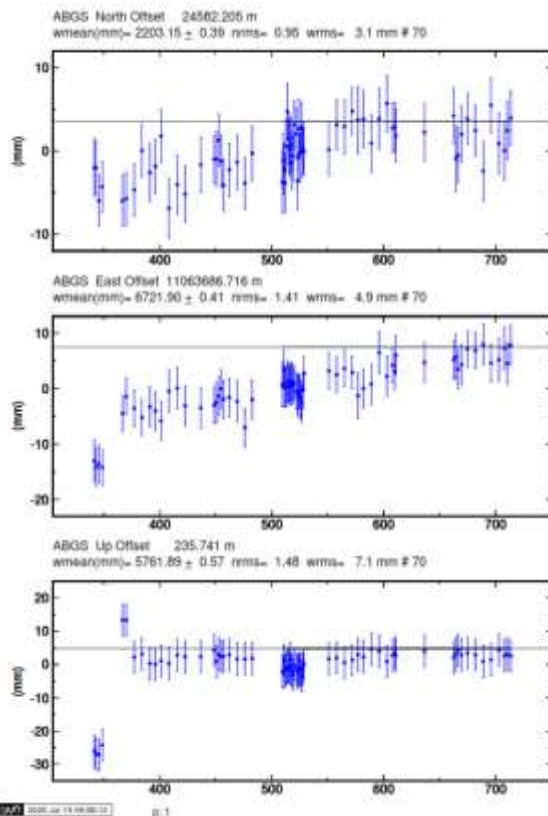 ABGS North Offset 24582.205 m
wmean(mm)= 2203.15 ± 0.39 nrms= 0.95 wrms= 3.1 mm # 70
10
0
-10
(mm)
400 500 600 700
ABGS East Offset 11063686.716 m
wmean(mm)= 6721.90 ± 0.41 nrms= 1.41 wrms= 4.9 mm # 70
10
0
-10
-20
(mm)
400 500 600 700
ABGS Up Offset 235.741 m
wmean(mm)= 5761.89 ± 0.57 nrms= 1.48 wrms= 7.1 mm # 70
20
10
0
-10
-20
-30
(mm)
400 500 600 700
p.1